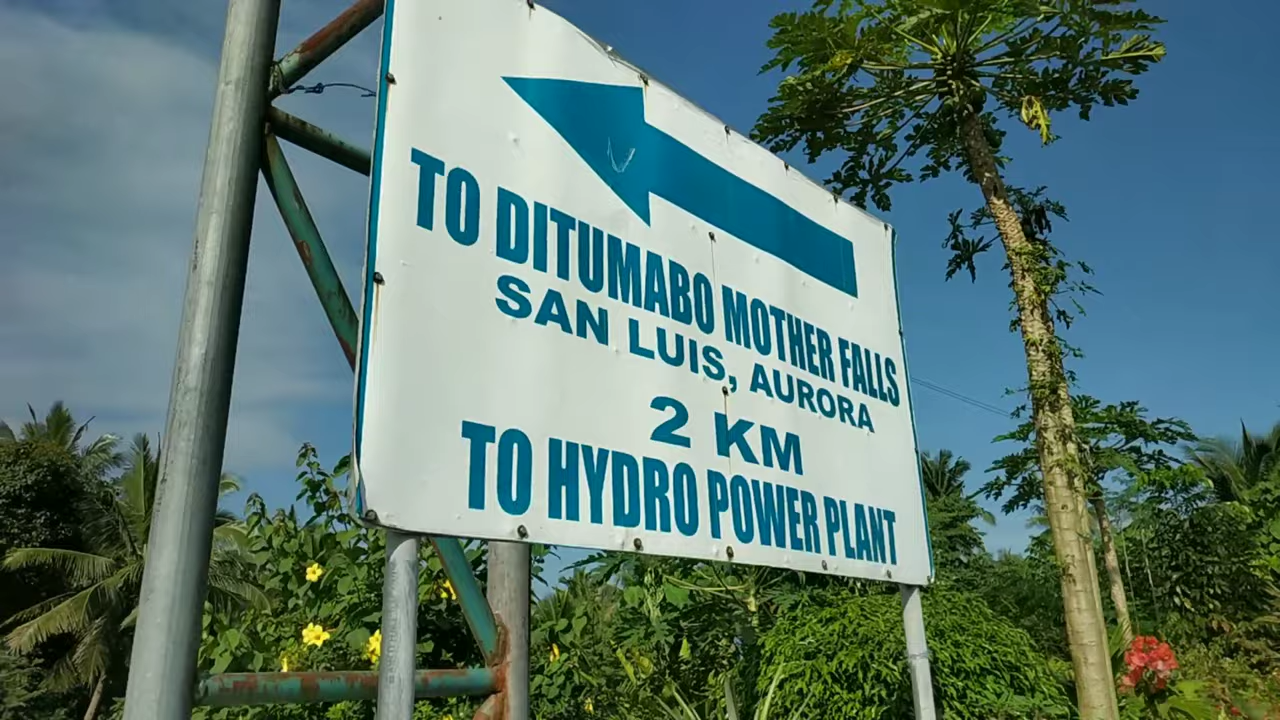 TO DITUMABO MOTHER FALLS
SAN LUIS, AURORA
2 KM
TO HYDRO POWER PLANT